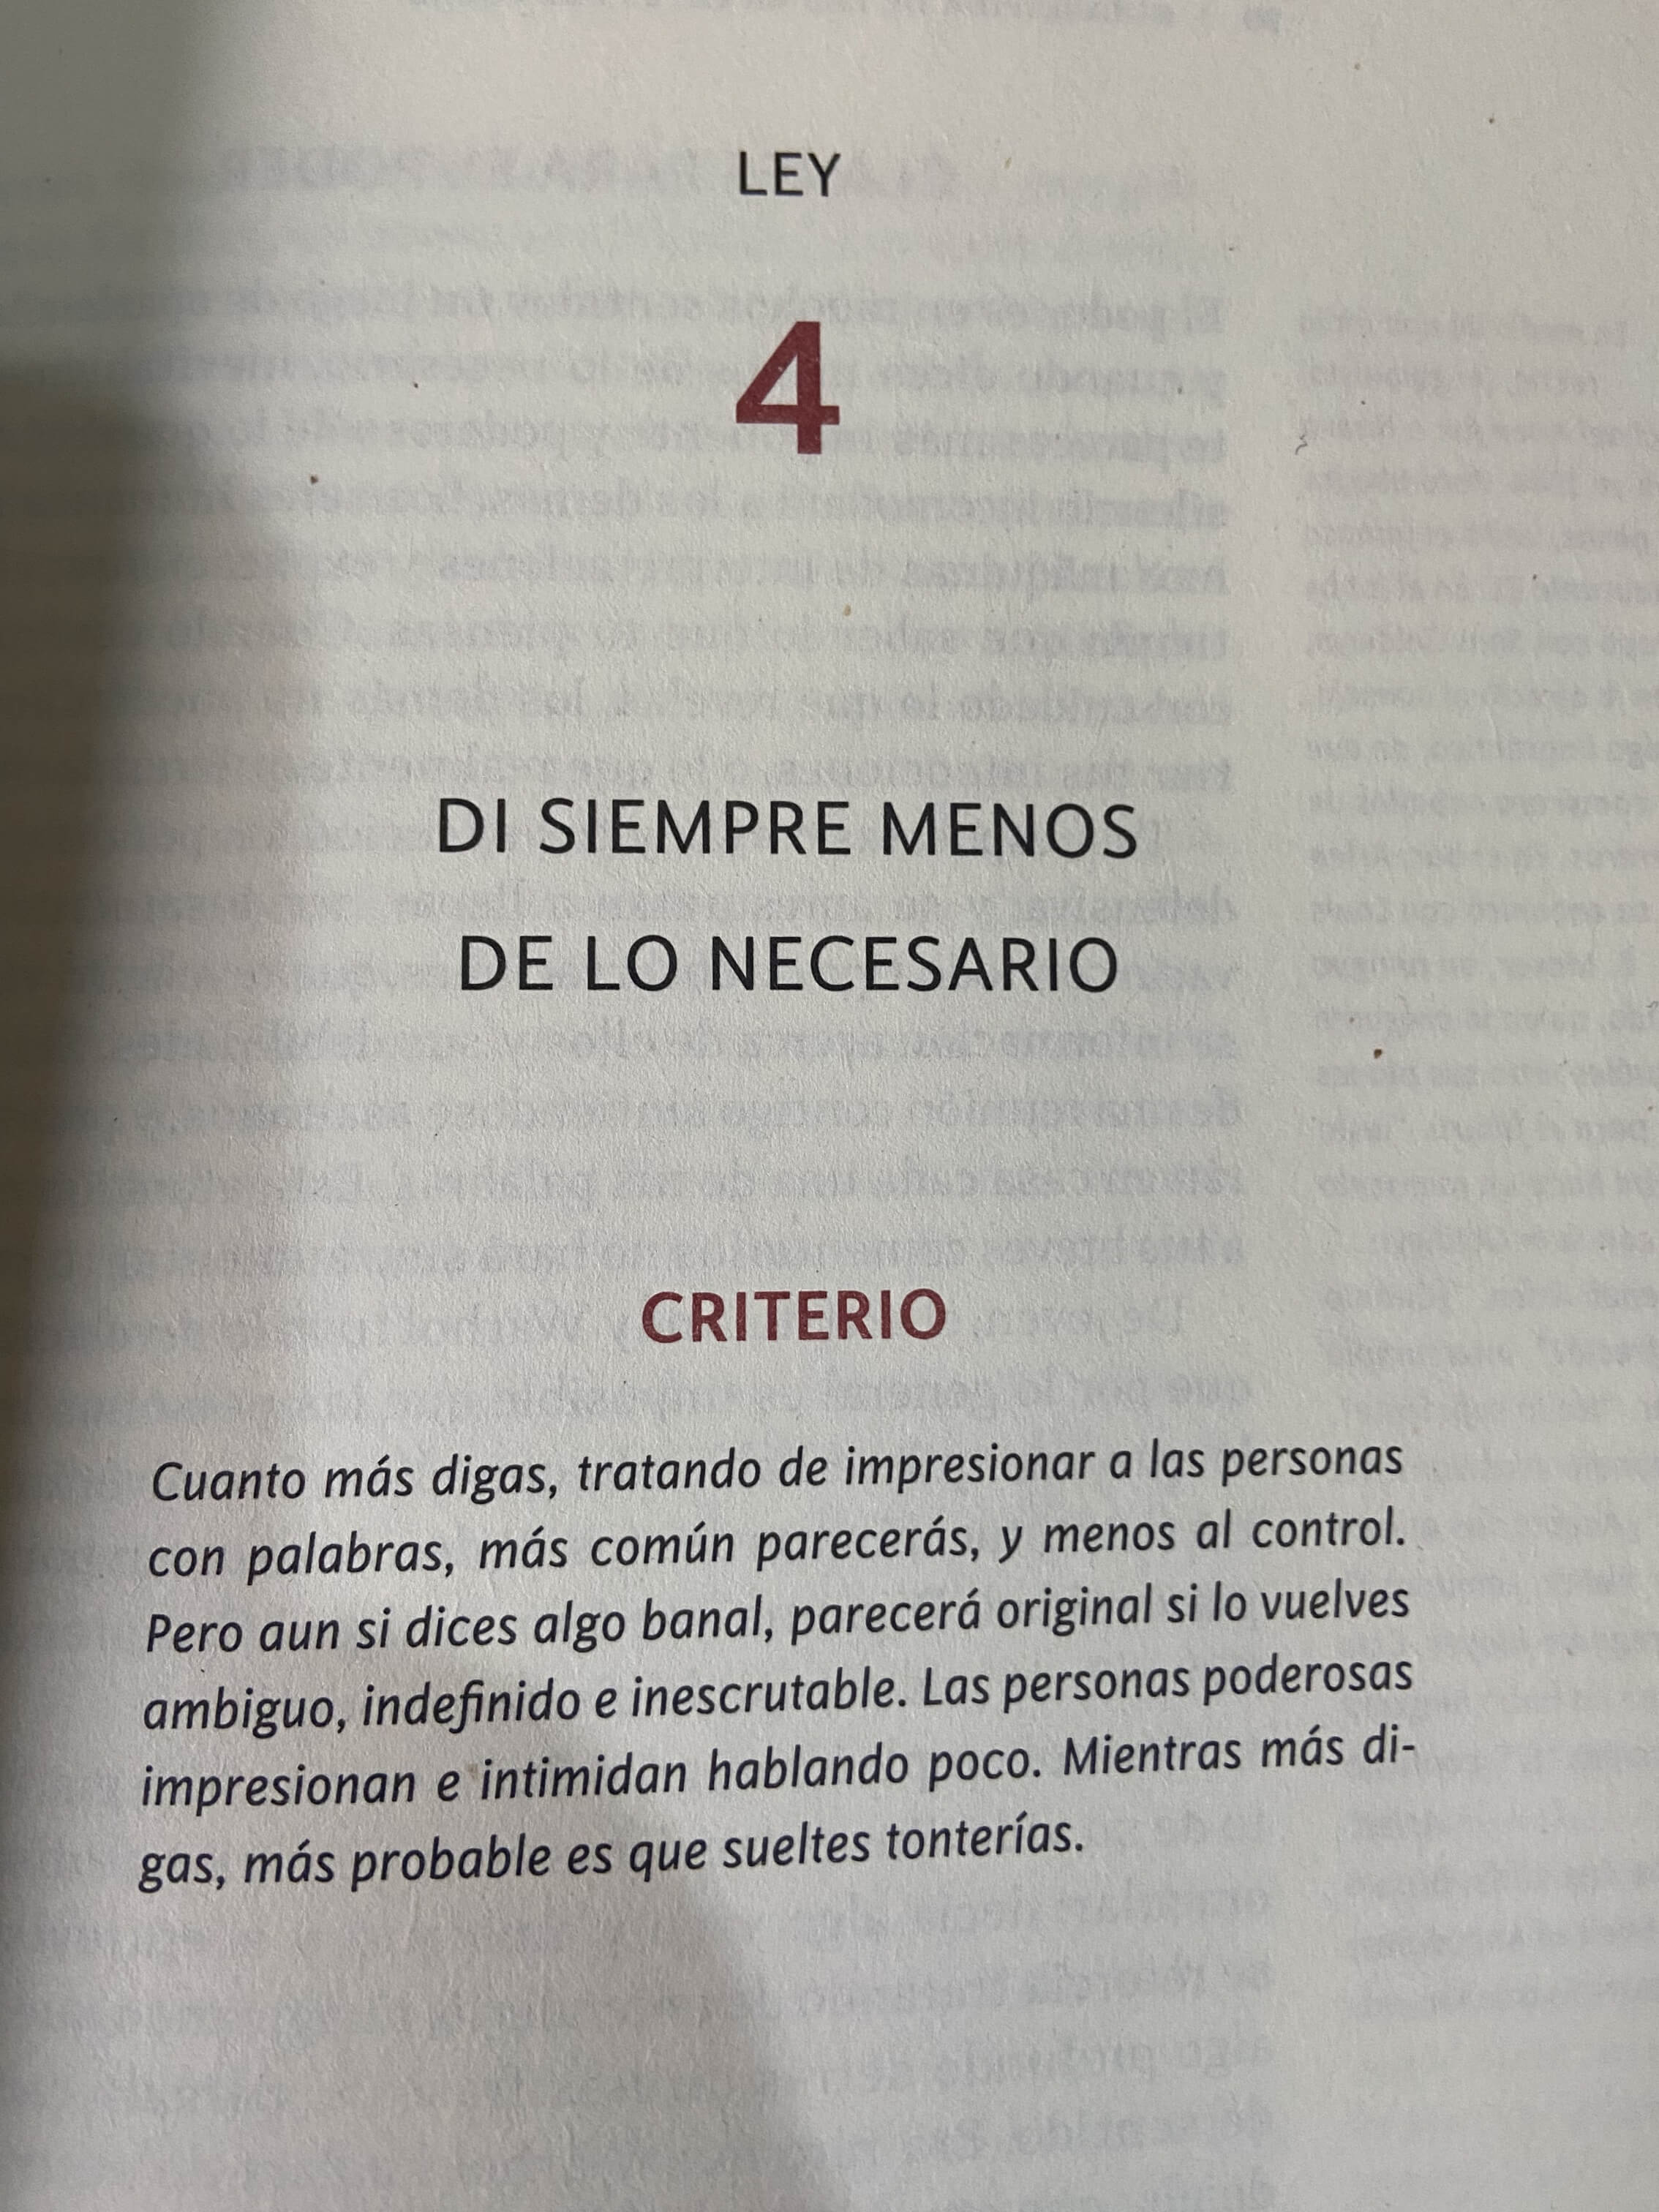 LEY
4
DI SIEMPRE MENOS
DE LO NECESARIO
CRITERIO
Cuanto más digas, tratando de impresionar a las personas
con palabras, más común parecerás, y menos al control.
Pero aun si dices algo banal, parecerá original si lo vuelves
ambiguo, indefinido e inescrutable. Las personas poderosas
impresionan e intimidan hablando poco. Mientras más di-
gas, más probable es que sueltes tonterías.